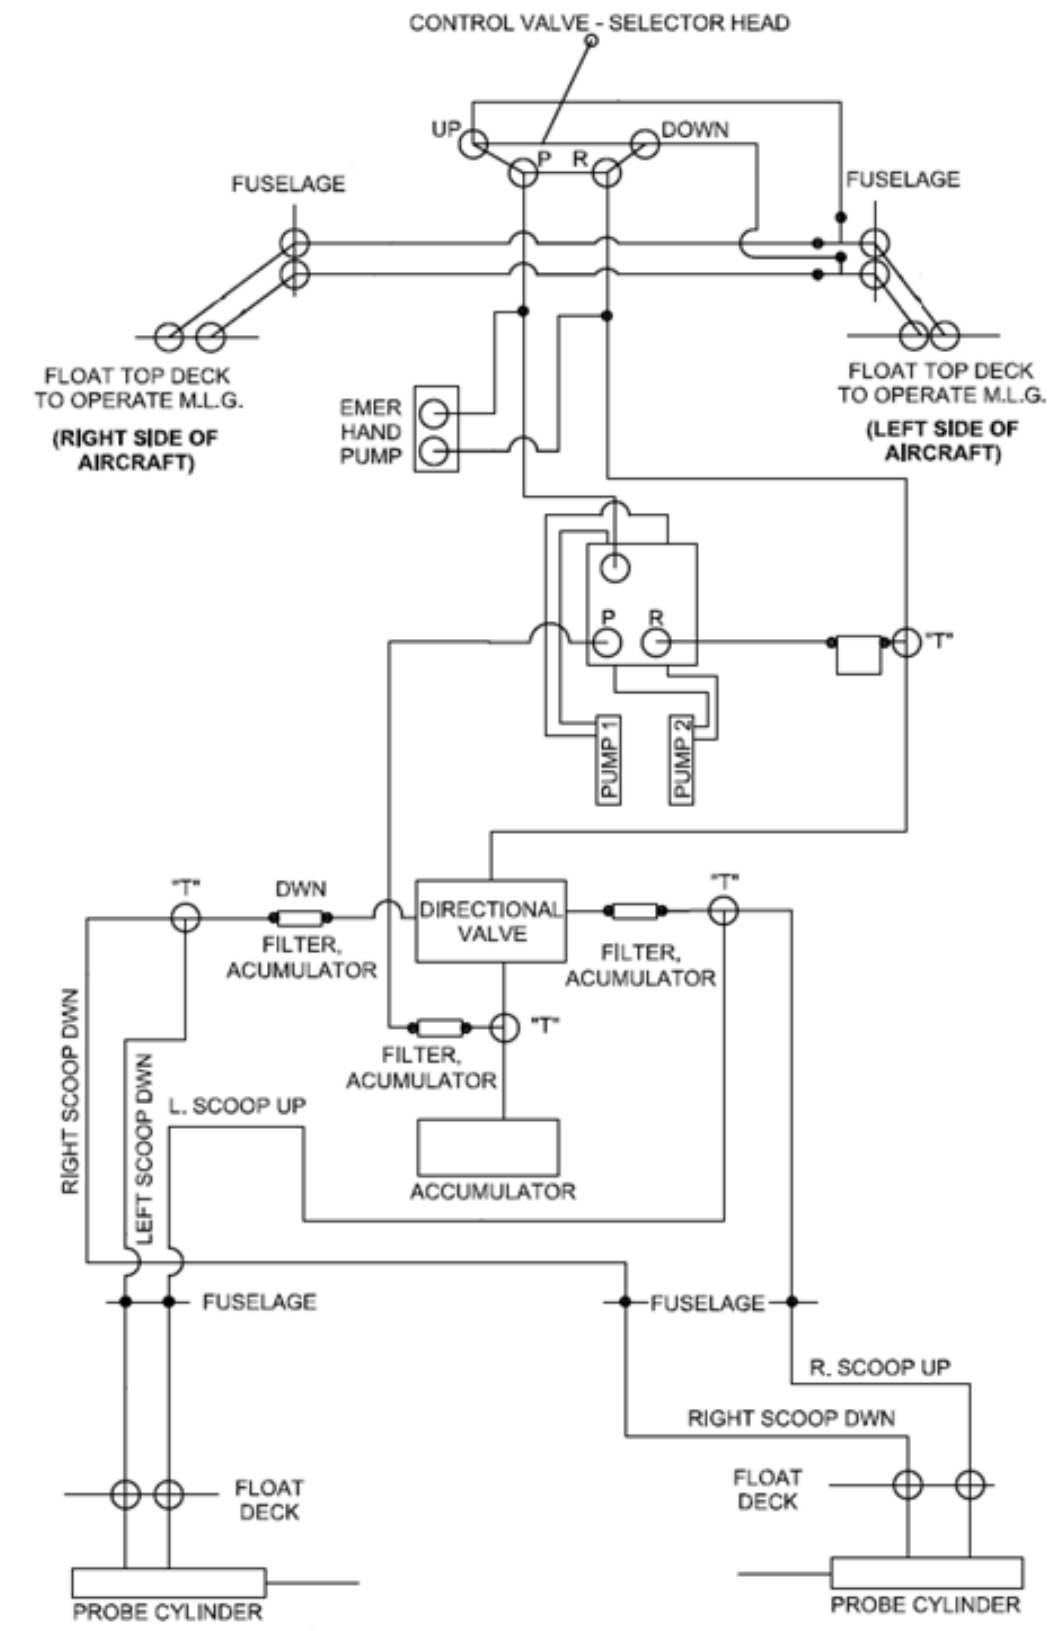 CONTROL VALVE - SELECTOR HEAD
UP
DOWN
P
R
FUSELAGE
FUSELAGE
FLOAT TOP DECK
TO OPERATE M.L.G.
(RIGHT SIDE OF
AIRCRAFT)
FLOAT TOP DECK
TO OPERATE M.L.G.
(LEFT SIDE OF
AIRCRAFT)
EMER
HAND
PUMP
P
R
"T"
PUMP 1
PUMP 2
"T"
DWN
FILTER,
ACUMULATOR
DIRECTIONAL
VALVE
"T"
FILTER,
ACUMULATOR
"T"
FILTER,
ACUMULATOR
RIGHT SCOOP DWN
LEFT SCOOP DWN
L. SCOOP UP
ACCUMULATOR
FUSELAGE
FUSELAGE
R. SCOOP UP
RIGHT SCOOP DWN
FLOAT
DECK
FLOAT
DECK
PROBE CYLINDER
PROBE CYLINDER